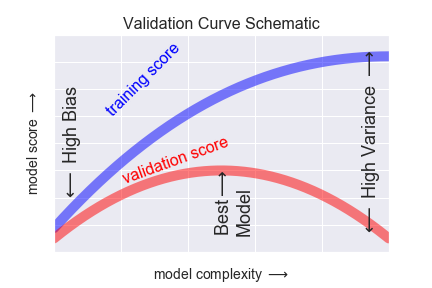 Validation Curve Schematic
training score
validation score
⟵ High Bias
Best ⟶
Model
⟵ High Variance ⟶
model score ⟶
model complexity ⟶